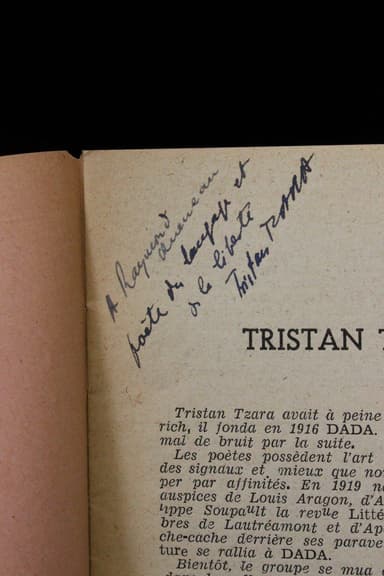 A Raymond
Queneau
poète du langage et
de la liberté
Tristan TZARA
TRISTAN T
Tristan Tzara avait à peine
rich, il fonda en 1916 DADA.
mal de bruit par la suite.
Les poètes possèdent l'art
des signaux et mieux que no
per par affinités. En 1919 n
auspices de Louis Aragon, d'A
ippe Soupault la revue Litté
bres de Lautréamont et d'Ap
che-cache derrière ses parave
ture se rallia à DADA.
Bientôt, le groupe se mua